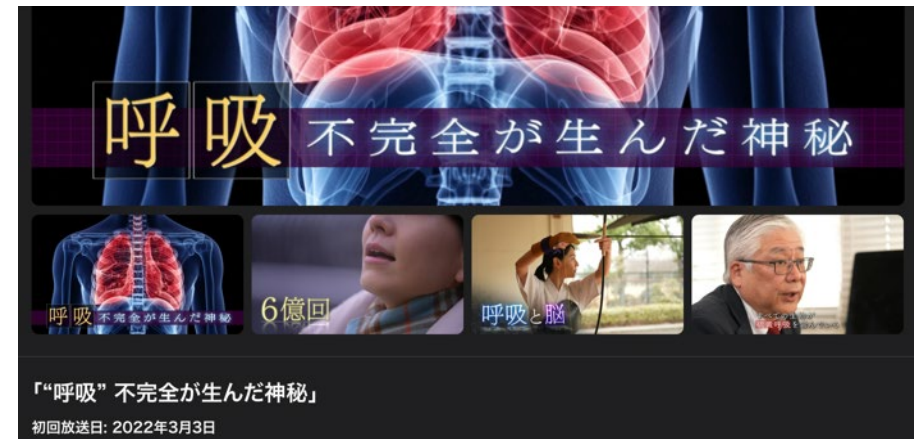 呼吸 不完全が生んだ神秘
呼吸 不完全が生んだ神秘
6億回
呼吸と脳
「“呼吸” 不完全が生んだ神秘」
初回放送日: 2022年3月3日